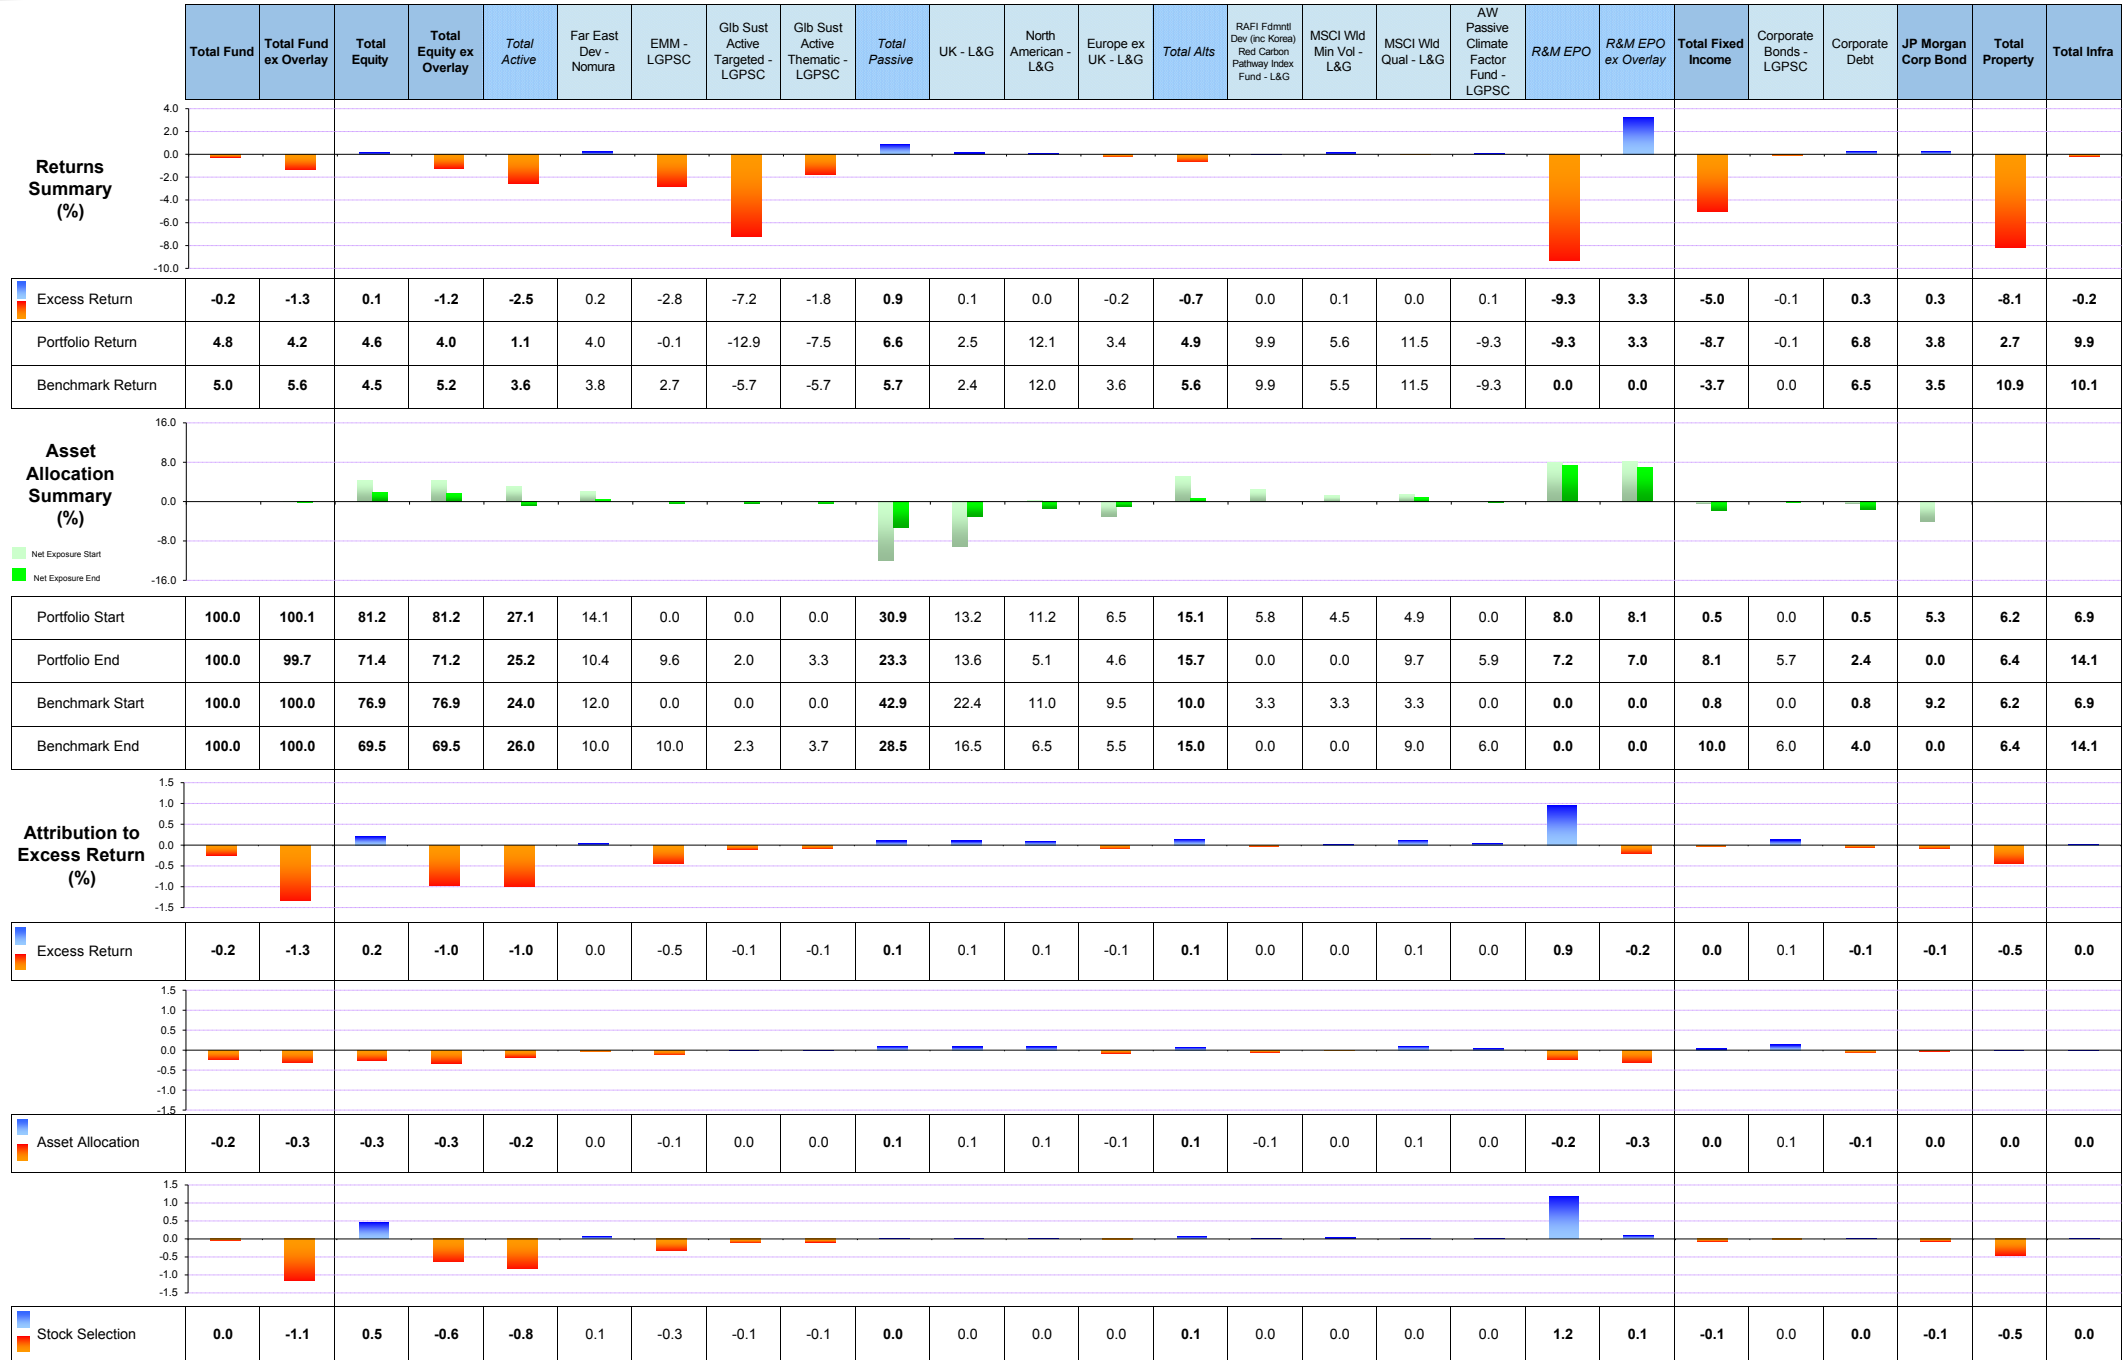 Total Fund | Total Fund ex Overlay | Total Equity | Total Equity ex Overlay | Total Active | Far East Dev - Nomura | EMM - LGPSC | Glb Sust Active Targeted - LGPSC | Glb Sust Active Thematic - LGPSC | Total Passive | UK - L&G | North American - L&G | Europe ex UK - L&G | Total Alts | RAFI Fdmntl Dev (inc Korea) Red Carbon Pathway Index Fund - L&G | MSCI Wld Min Vol - L&G | MSCI Wld Qual - L&G | AW Passive Climate Factor Fund - LGPSC | R&M EPO | R&M EPO ex Overlay | Total Fixed Income | Corporate Bonds - LGPSC | Corporate Debt | JP Morgan Corp Bond | Total Property | Total Infra
Returns Summary (%)
4.0
2.0
0.0
-2.0
-4.0
-6.0
-8.0
-10.0
Excess Return | -0.2 | -1.3 | 0.1 | -1.2 | -2.5 | 0.2 | -2.8 | -7.2 | -1.8 | 0.9 | 0.1 | 0.0 | -0.2 | -0.7 | 0.0 | 0.1 | 0.0 | 0.1 | -9.3 | 3.3 | -5.0 | -0.1 | 0.3 | 0.3 | -8.1 | -0.2
Portfolio Return | 4.8 | 4.2 | 4.6 | 4.0 | 1.1 | 4.0 | -0.1 | -12.9 | -7.5 | 6.6 | 2.5 | 12.1 | 3.4 | 4.9 | 9.9 | 5.6 | 11.5 | -9.3 | -9.3 | 3.3 | -8.7 | -0.1 | 6.8 | 3.8 | 2.7 | 9.9
Benchmark Return | 5.0 | 5.6 | 4.5 | 5.2 | 3.6 | 3.8 | 2.7 | -5.7 | -5.7 | 5.7 | 2.4 | 12.0 | 3.6 | 5.6 | 9.9 | 5.5 | 11.5 | -9.3 | 0.0 | 0.0 | -3.7 | 0.0 | 6.5 | 3.5 | 10.9 | 10.1
Asset Allocation Summary (%)
Net Exposure Start
Net Exposure End
16.0
8.0
0.0
-8.0
-16.0
Portfolio Start | 100.0 | 100.1 | 81.2 | 81.2 | 27.1 | 14.1 | 0.0 | 0.0 | 0.0 | 30.9 | 13.2 | 11.2 | 6.5 | 15.1 | 5.8 | 4.5 | 4.9 | 0.0 | 8.0 | 8.1 | 0.5 | 0.0 | 0.5 | 5.3 | 6.2 | 6.9
Portfolio End | 100.0 | 99.7 | 71.4 | 71.2 | 25.2 | 10.4 | 9.6 | 2.0 | 3.3 | 23.3 | 13.6 | 5.1 | 4.6 | 15.7 | 0.0 | 0.0 | 9.7 | 5.9 | 7.2 | 7.0 | 8.1 | 5.7 | 2.4 | 0.0 | 6.4 | 14.1
Benchmark Start | 100.0 | 100.0 | 76.9 | 76.9 | 24.0 | 12.0 | 0.0 | 0.0 | 0.0 | 42.9 | 22.4 | 11.0 | 9.5 | 10.0 | 3.3 | 3.3 | 3.3 | 0.0 | 0.0 | 0.0 | 0.8 | 0.0 | 0.8 | 9.2 | 6.2 | 6.9
Benchmark End | 100.0 | 100.0 | 69.5 | 69.5 | 26.0 | 10.0 | 10.0 | 2.3 | 3.7 | 28.5 | 16.5 | 6.5 | 5.5 | 15.0 | 0.0 | 0.0 | 9.0 | 6.0 | 0.0 | 0.0 | 10.0 | 6.0 | 4.0 | 0.0 | 6.4 | 14.1
Attribution to Excess Return (%)
1.5
1.0
0.5
0.0
-0.5
-1.0
-1.5
Excess Return | -0.2 | -1.3 | 0.2 | -1.0 | -1.0 | 0.0 | -0.5 | -0.1 | -0.1 | 0.1 | 0.1 | 0.1 | -0.1 | 0.1 | 0.0 | 0.0 | 0.1 | 0.0 | 0.9 | -0.2 | 0.0 | 0.1 | -0.1 | -0.1 | -0.5 | 0.0
1.5
1.0
0.5
0.0
-0.5
-1.0
-1.5
Asset Allocation | -0.2 | -0.3 | -0.3 | -0.3 | -0.2 | 0.0 | -0.1 | 0.0 | 0.0 | 0.1 | 0.1 | 0.1 | -0.1 | 0.1 | -0.1 | 0.0 | 0.1 | 0.0 | -0.2 | -0.3 | 0.0 | 0.1 | -0.1 | 0.0 | 0.0 | 0.0
1.5
1.0
0.5
0.0
-0.5
-1.0
-1.5
Stock Selection | 0.0 | -1.1 | 0.5 | -0.6 | -0.8 | 0.1 | -0.3 | -0.1 | -0.1 | 0.0 | 0.0 | 0.0 | 0.0 | 0.1 | 0.0 | 0.0 | 0.0 | 0.0 | 1.2 | 0.1 | -0.1 | 0.0 | 0.0 | -0.1 | -0.5 | 0.0